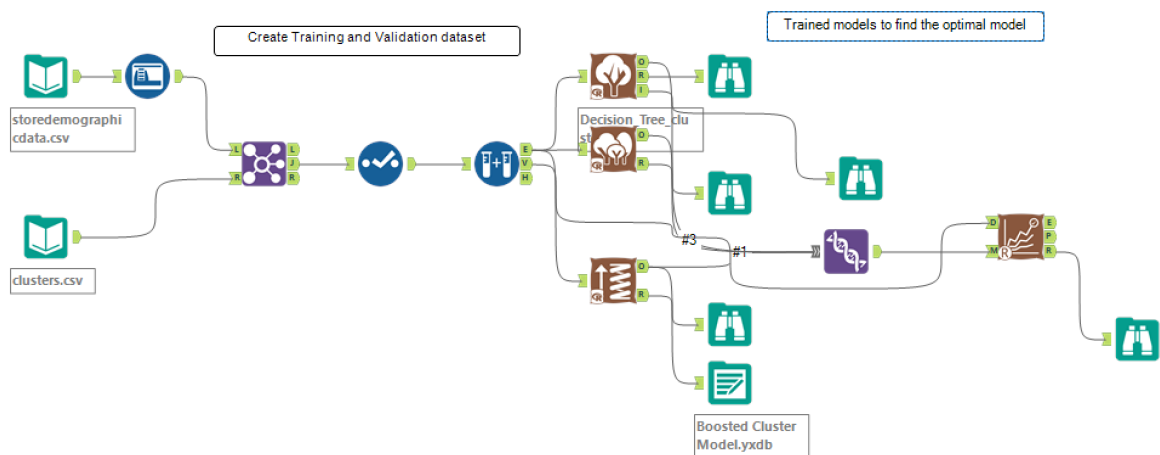 Create Training and Validation dataset
Trained models to find the optimal model
O
R
I
storedemographi
cdata.csv
Decision_Tree_clu
st
L
R
L
J
R
E
V
H
O
R
#3
#1
D
M
R
E
P
R
clusters.csv
O
R
Boosted Cluster
Model.yxdb